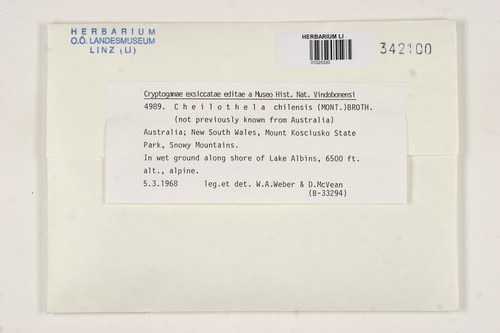 HERBARIUM
O.Ö. LANDESMUSEUM
LINZ (LI)
HERBARIUM LI
01025330
342100
Cryptogamae exsiccatae editae a Museo Hist. Nat. Vindobonensi
4989. Cheilothela chilensis (MONT.)BROTH.
(not previously known from Australia)
Australia; New South Wales, Mount Kosciusko State
Park, Snowy Mountains.
In wet ground along shore of Lake Albins, 6500 ft.
alt., alpine.
5.3.1968 leg.et det. W.A.Weber & D.McVean
(B-33294)